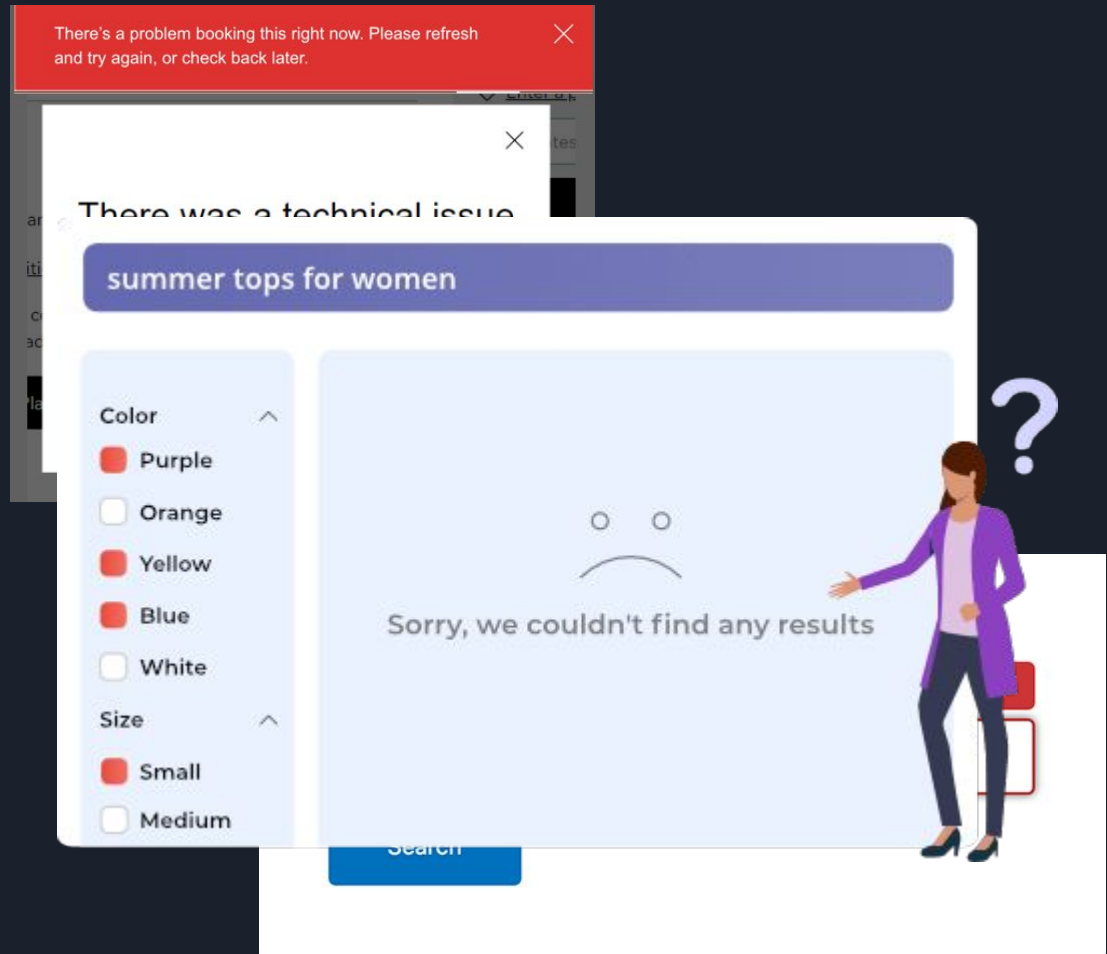 There's a problem booking this right now. Please refresh
and try again, or check back later.
Enter a
There was a technical issue
summer tops for women
Color
Purple
Orange
Yellow
Blue
White
Size
Small
Medium
Sorry, we couldn't find any results
?
Search